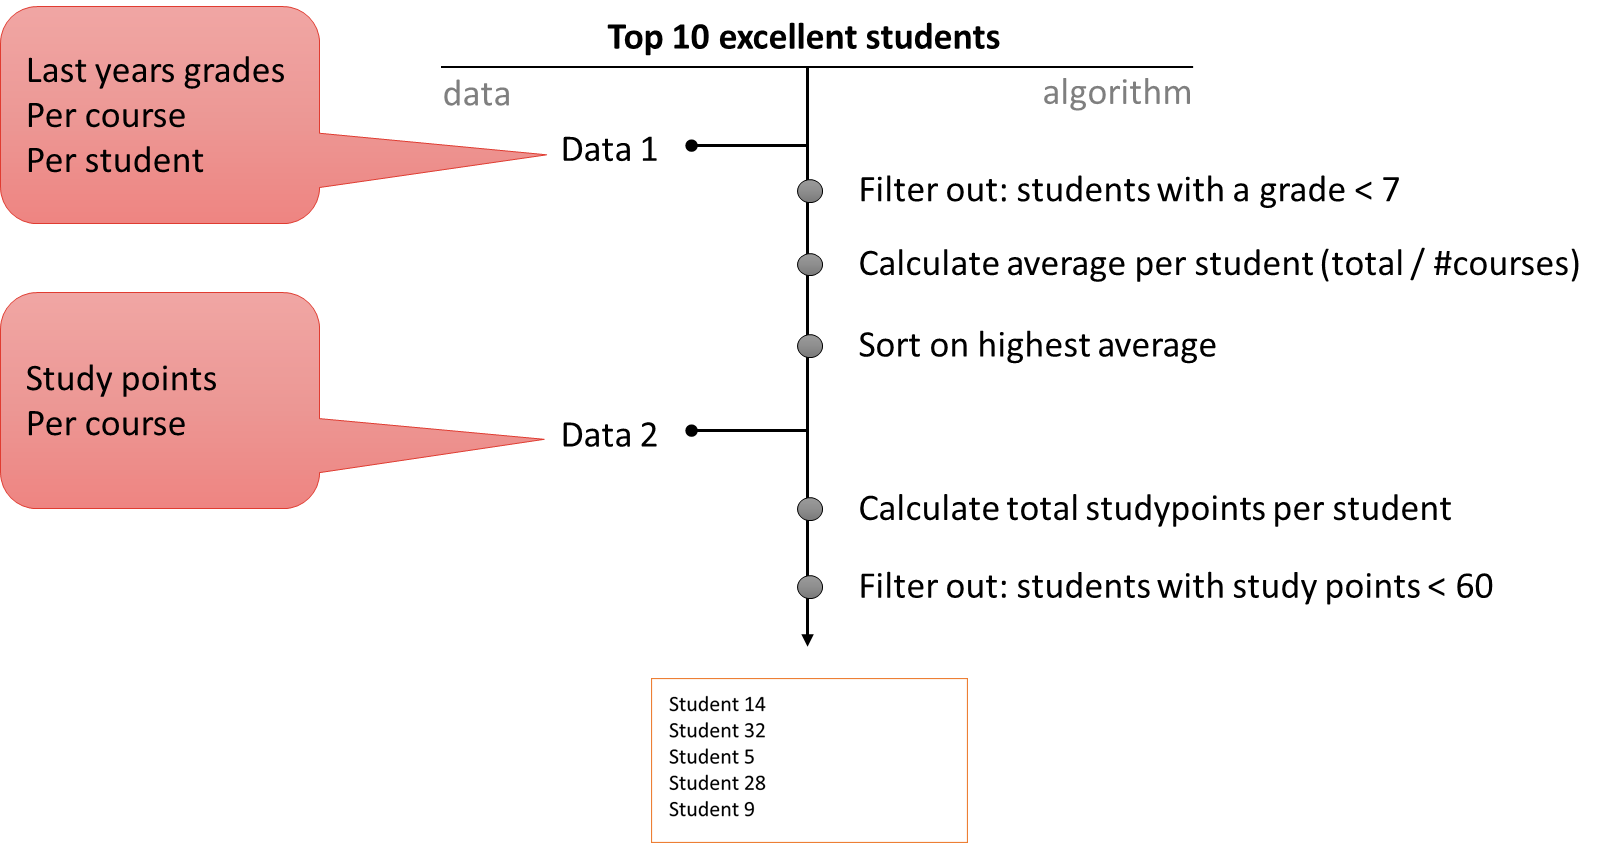 Top 10 excellent students
data
algorithm
Last years grades
Per course
Per student
Data 1
Filter out: students with a grade < 7
Calculate average per student (total / #courses)
Sort on highest average
Study points
Per course
Data 2
Calculate total studypoints per student
Filter out: students with study points < 60
Student 14
Student 32
Student 5
Student 28
Student 9